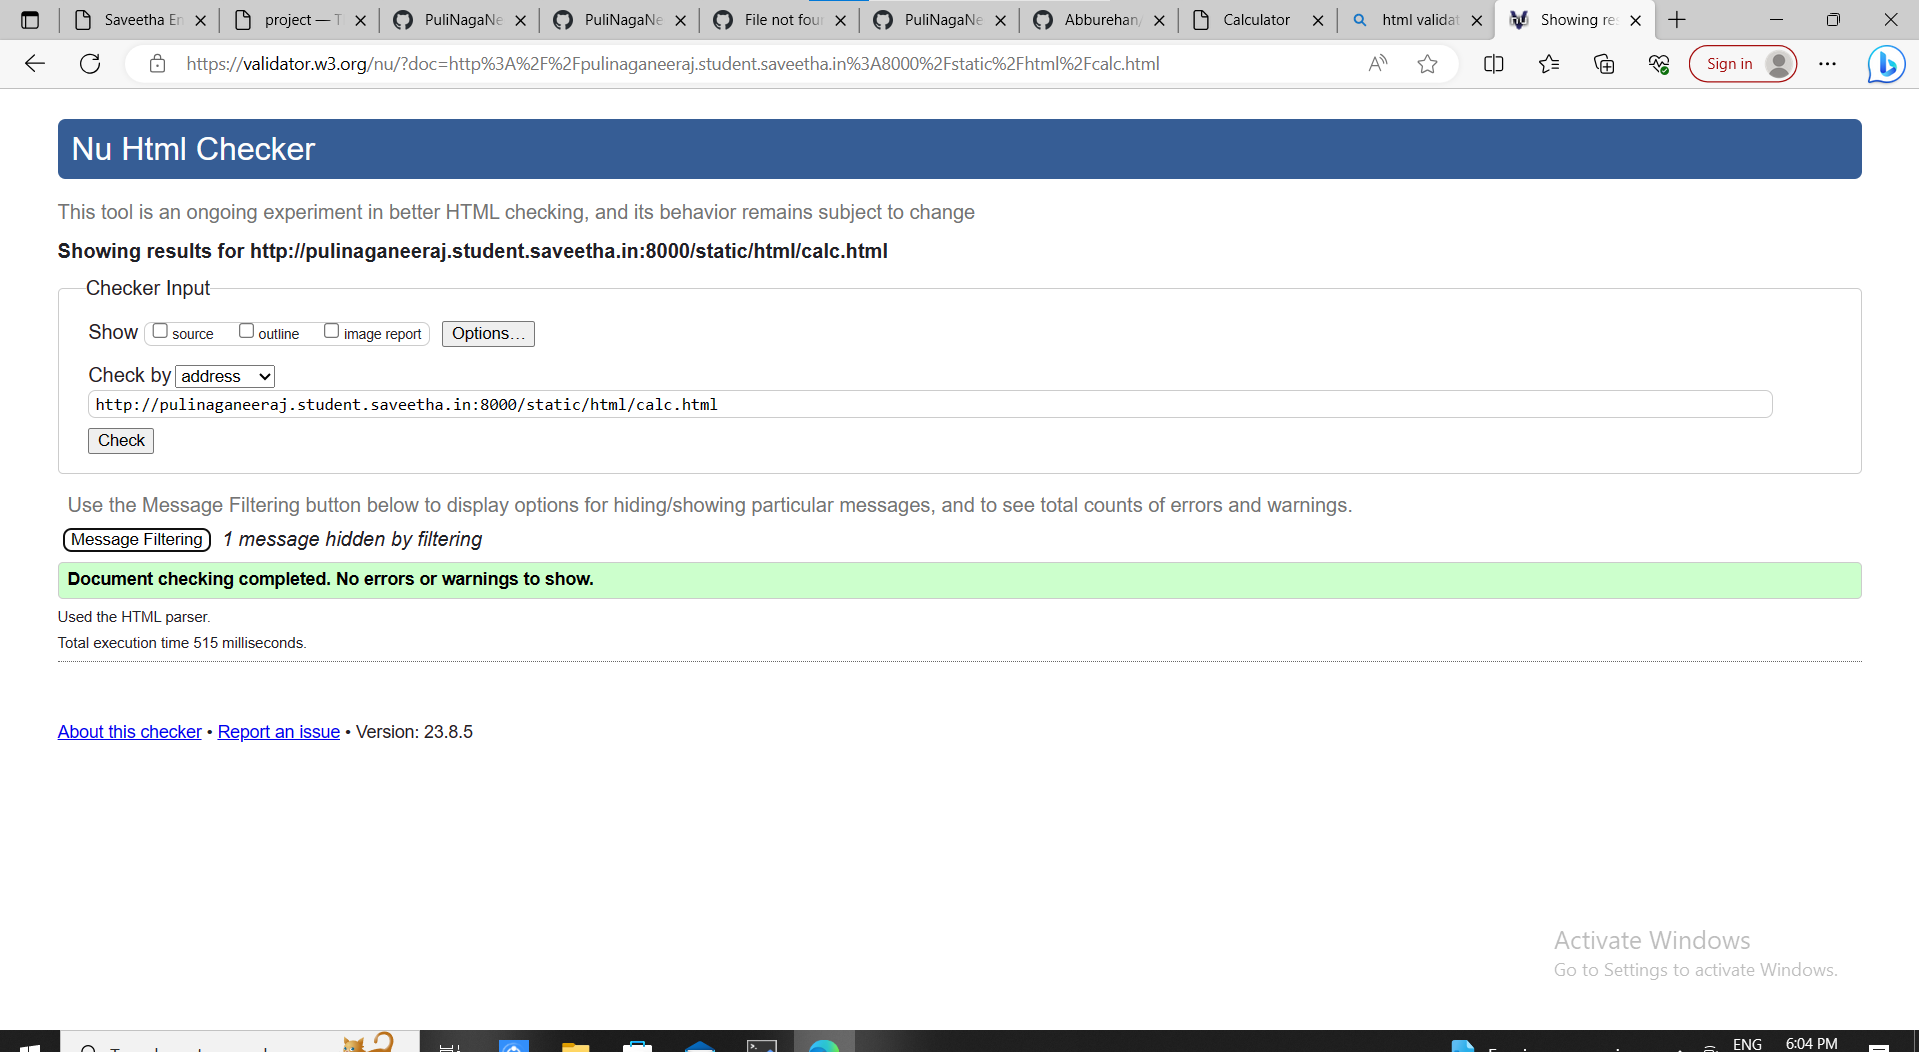 Saveetha En
project — T
PuliNagaNe
PuliNagaNe
File not fou
PuliNagaNe
Abburehan/
Calculator
html validat
Showing res
https://validator.w3.org/nu/?doc=http%3A%2F%2Fpulinaganeeraj.student.saveetha.in%3A8000%2Fstatic%2Fhtml%2Fcalc.html
Sign in
Nu Html Checker
This tool is an ongoing experiment in better HTML checking, and its behavior remains subject to change
Showing results for http://pulinaganeeraj.student.saveetha.in:8000/static/html/calc.html
Checker Input
Show source outline image report Options…
Check by address
http://pulinaganeeraj.student.saveetha.in:8000/static/html/calc.html
Check
Use the Message Filtering button below to display options for hiding/showing particular messages, and to see total counts of errors and warnings.
Message Filtering 1 message hidden by filtering
Document checking completed. No errors or warnings to show.
Used the HTML parser.
Total execution time 515 milliseconds.
About this checker • Report an issue • Version: 23.8.5
Activate Windows
Go to Settings to activate Windows.
ENG
6:04 PM